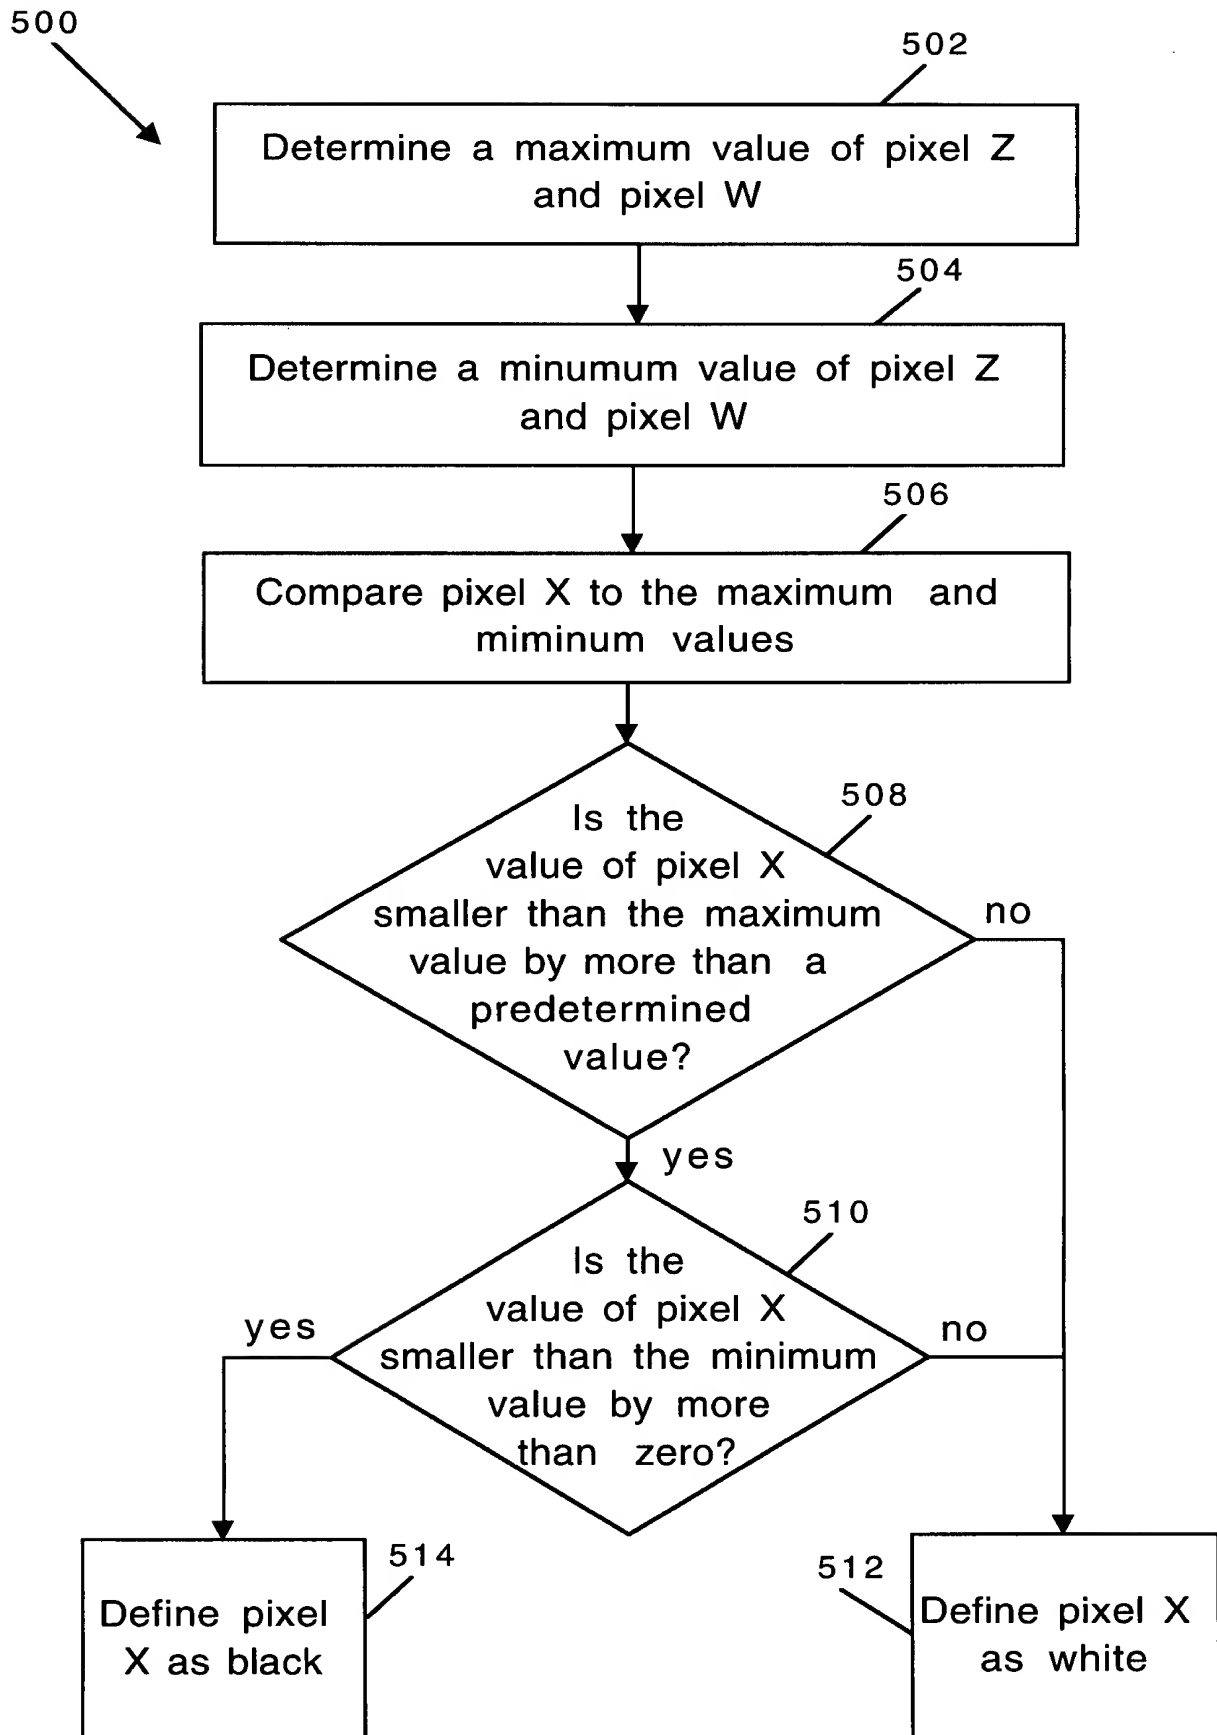 500
502
Determine a maximum value of pixel Z
and pixel W
504
Determine a minumum value of pixel Z
and pixel W
506
Compare pixel X to the maximum and
miminum values
508
Is the
value of pixel X
smaller than the maximum
value by more than a
predetermined
value?
no
yes
510
Is the
value of pixel X
smaller than the minimum
value by more
than zero?
yes
no
514
Define pixel
X as black
512
Define pixel X
as white